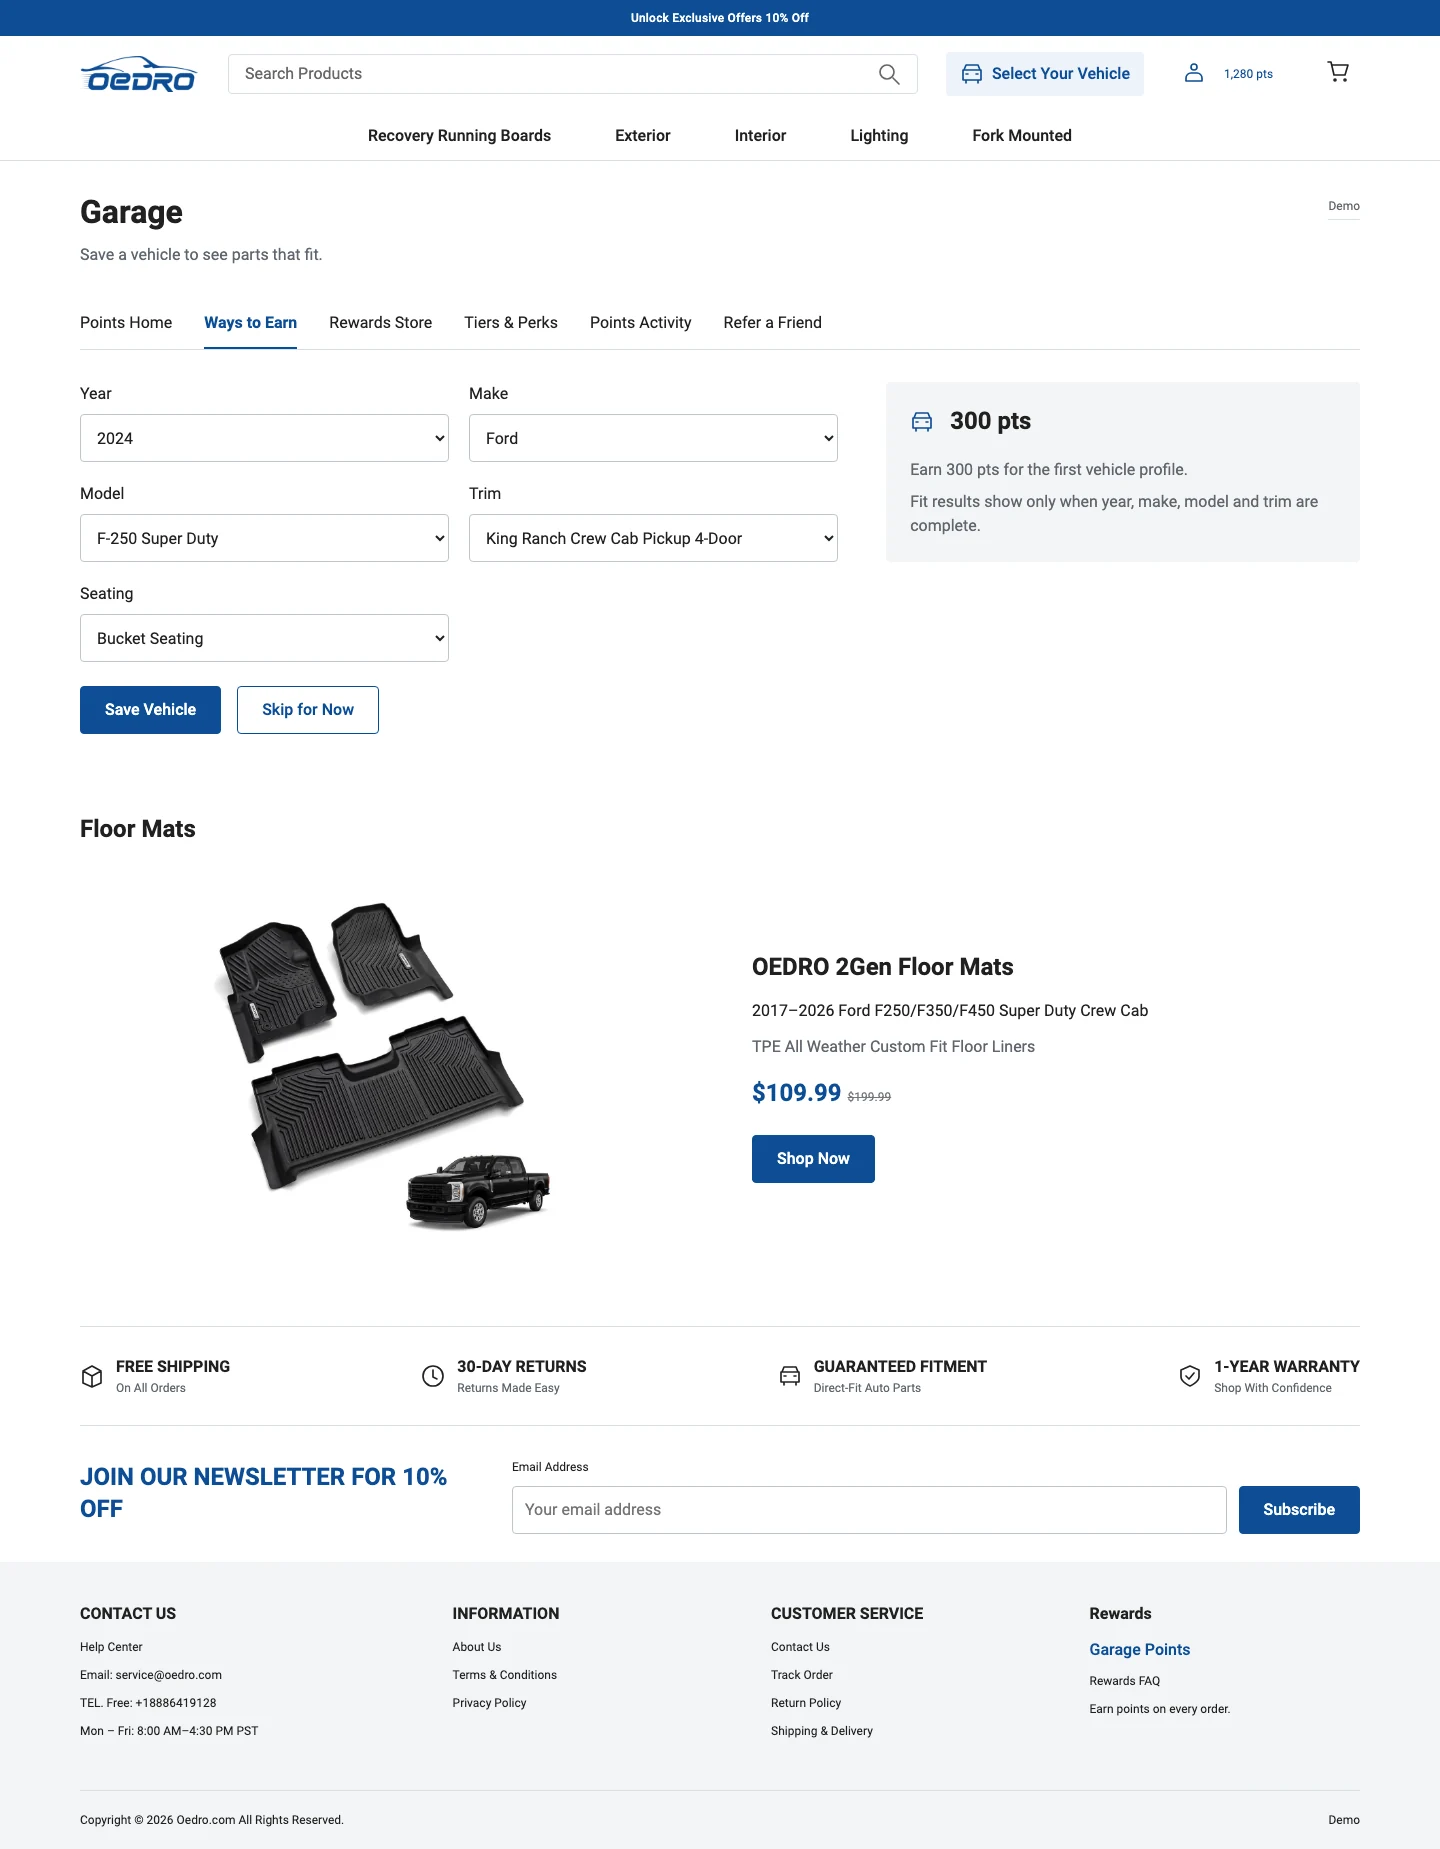 Unlock Exclusive Offers 10% Off
OEDRO
Search Products
Select Your Vehicle
1,280 pts
Recovery Running Boards
Exterior
Interior
Lighting
Fork Mounted
Garage
Demo
Save a vehicle to see parts that fit.
Points Home
Ways to Earn
Rewards Store
Tiers & Perks
Points Activity
Refer a Friend
Year
2024
Make
Ford
Model
F-250 Super Duty
Trim
King Ranch Crew Cab Pickup 4-Door
Seating
Bucket Seating
Save Vehicle
Skip for Now
300 pts
Earn 300 pts for the first vehicle profile.
Fit results show only when year, make, model and trim are
complete.
Floor Mats
OEDRO 2Gen Floor Mats
2017–2026 Ford F250/F350/F450 Super Duty Crew Cab
TPE All Weather Custom Fit Floor Liners
$109.99 $199.99
Shop Now
FREE SHIPPING
On All Orders
30-DAY RETURNS
Returns Made Easy
GUARANTEED FITMENT
Direct-Fit Auto Parts
1-YEAR WARRANTY
Shop With Confidence
JOIN OUR NEWSLETTER FOR 10%
OFF
Email Address
Your email address
Subscribe
CONTACT US
Help Center
Email: service@oedro.com
TEL. Free: +18886419128
Mon – Fri: 8:00 AM–4:30 PM PST
INFORMATION
About Us
Terms & Conditions
Privacy Policy
CUSTOMER SERVICE
Contact Us
Track Order
Return Policy
Shipping & Delivery
Rewards
Garage Points
Rewards FAQ
Earn points on every order.
Copyright © 2026 Oedro.com All Rights Reserved.
Demo